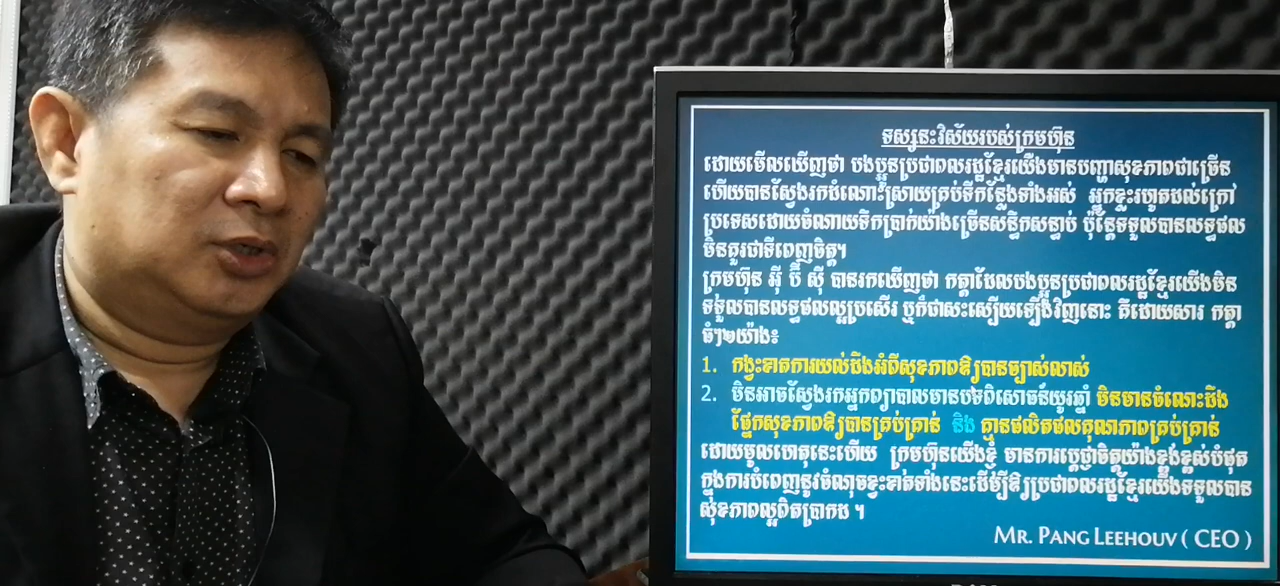 ទស្សនៈវិស័យរបស់ក្រុមហ៊ុន
ដោយមើលឃើញថា បងប្អូនប្រជាពលរដ្ឋខ្មែរយើងមានបញ្ហាសុខភាពជាច្រើន
ហើយបានស្វែងរកដំណោះស្រាយគ្រប់ទីកន្លែងទាំងអស់ អ្នកខ្លះរហូតដល់ក្រៅ
ប្រទេសដោយចំណាយទឹកប្រាក់យ៉ាងច្រើនសន្ធឹកសន្ធាប់ ប៉ុន្តែទទួលបានលទ្ធផល
មិនគួរជាទីពេញចិត្ត។
ក្រុមហ៊ុន អ៊ី ប៊ី ស៊ី បានរកឃើញថា កត្តាដែលបងប្អូនប្រជាពលរដ្ឋខ្មែរយើងមិន
ទទួលបានលទ្ធផលល្អប្រសើរ ឬក៏ជាសះស្បើយឡើងវិញនោះ គឺដោយសារ កត្តា
ធំៗ២យ៉ាង៖
1. កង្វះខាតការយល់ដឹងអំពីសុខភាពឱ្យបានច្បាស់លាស់
2. មិនអាចស្វែងរកអ្នកព្យាបាលមានបទពិសោធន៍យូរឆ្នាំ មិនមានចំណេះដឹង
ផ្នែកសុខភាពឱ្យបានគ្រប់គ្រាន់ និង គ្មានផលិតផលគុណភាពគ្រប់គ្រាន់
ដោយមូលហេតុនេះហើយ ក្រុមហ៊ុនយើងខ្ញុំ មានការប្តេជ្ញាចិត្តយ៉ាងខ្ពង់ខ្ពស់បំផុត
ក្នុងការបំពេញនូវចំណុចខ្វះខាតទាំងនេះដើម្បីឱ្យប្រជាពលរដ្ឋខ្មែរយើងទទួលបាន
សុខភាពល្អពិតប្រាកដ ។
MR. PANG LEEHOUV ( CEO )